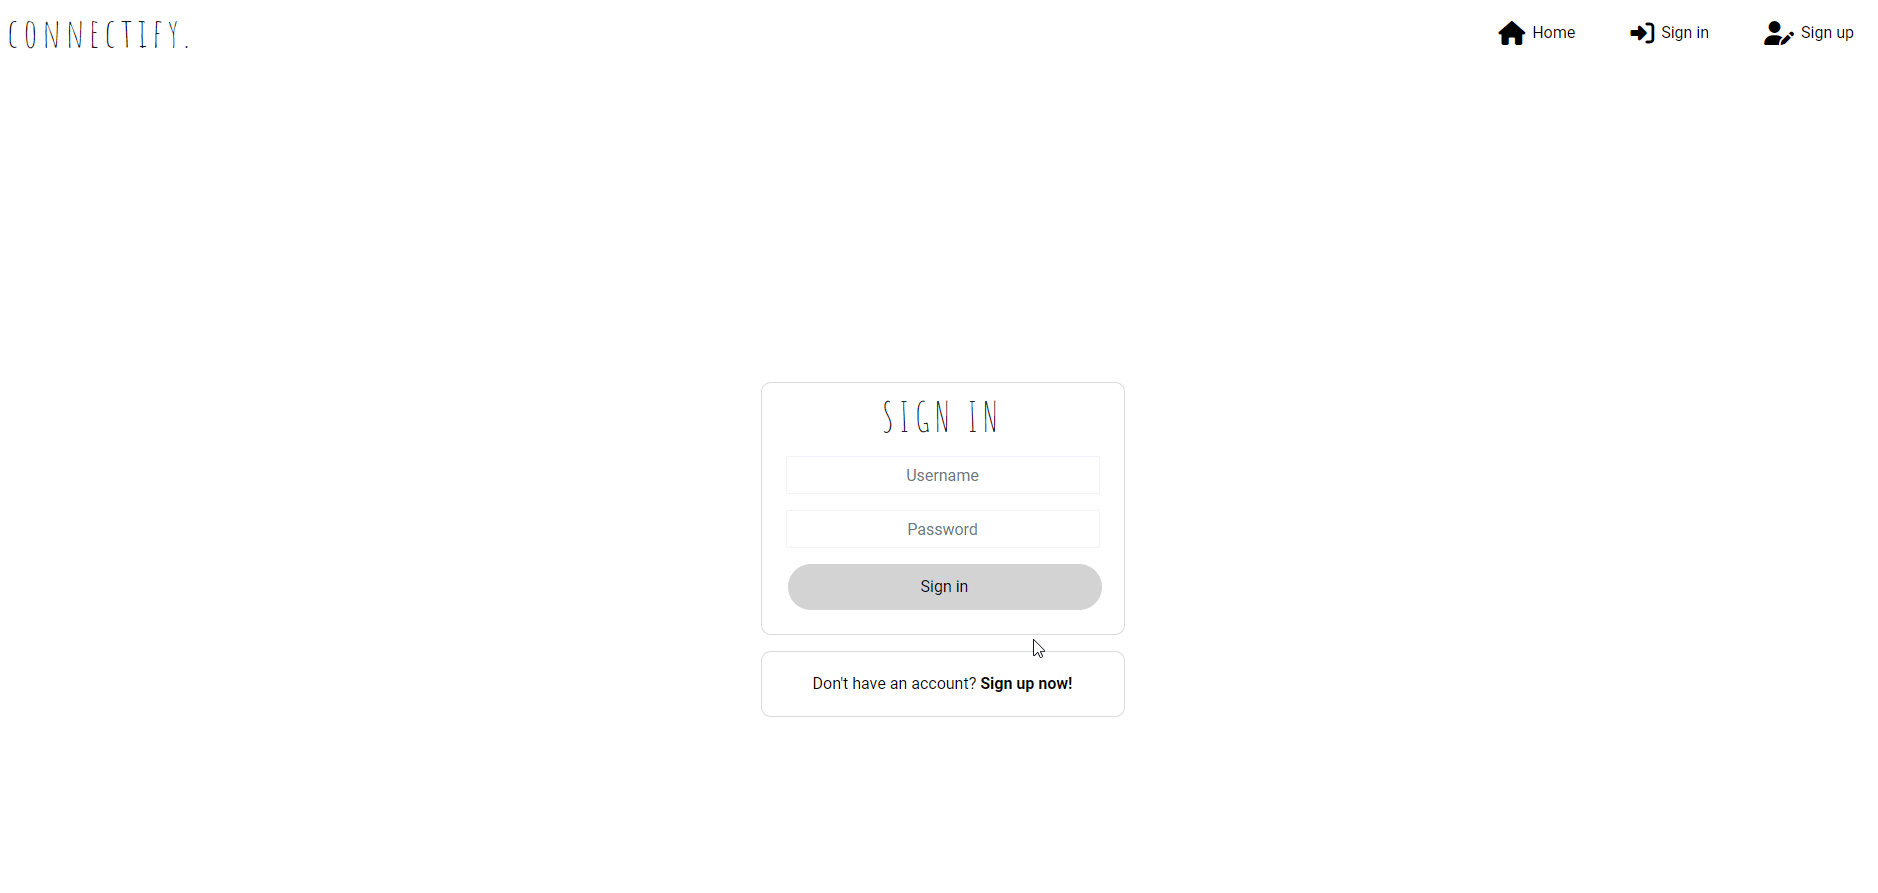 CONNECTIFY.
Home
Sign in
Sign up
SIGN IN
Username
Password
Sign in
Don't have an account? Sign up now!